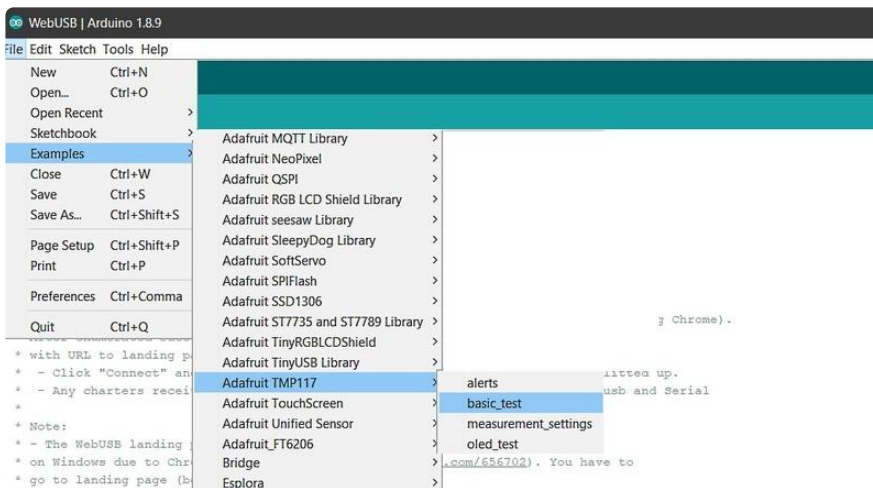 WebUSB | Arduino 1.8.9
File Edit Sketch Tools Help
New Ctrl+N
Open... Ctrl+O
Open Recent >
Sketchbook >
Examples >
Close Ctrl+W
Save Ctrl+S
Save As... Ctrl+Shift+S
Page Setup Ctrl+Shift+P
Print Ctrl+P
Preferences Ctrl+Comma
Quit Ctrl+Q
Adafruit MQTT Library >
Adafruit NeoPixel >
Adafruit QSPI >
Adafruit RGB LCD Shield Library >
Adafruit seesaw Library >
Adafruit SleepyDog Library >
Adafruit SoftServo >
Adafruit SPIFlash >
Adafruit SSD1306 >
Adafruit ST7735 and ST7789 Library >
Adafruit TinyRGBLCDShield >
Adafruit TinyUSB Library >
Adafruit TMP117 >
Adafruit TouchScreen >
Adafruit Unified Sensor >
Adafruit_FT6206 >
Bridge >
Esplora >
alerts
basic_test
measurement_settings
oled_test
g Chrome).
* with URL to landing p
* - Click "Connect" an litted up.
* - Any charters recei usb and Serial
*
* Note:
* - The WebUSB landing
* on Windows due to Chr .com/656702). You have to
* go to landing page (b